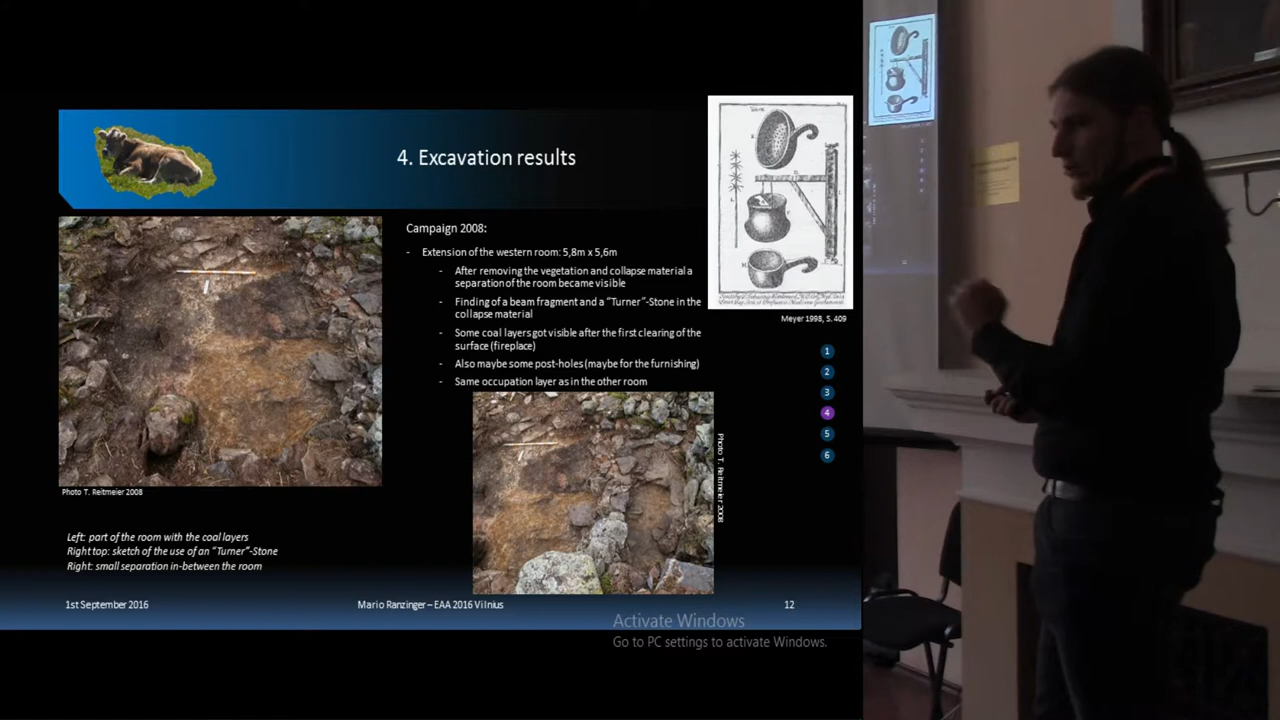 4. Excavation results
Campaign 2008:
- Extension of the western room: 5,8m x 5,6m
- After removing the vegetation and collapse material a
separation of the room became visible
- Finding of a beam fragment and a "Turner"-Stone in the
collapse material
- Some coal layers got visible after the first clearing of the
surface (fireplace)
- Also maybe some post-holes (maybe for the furnishing)
- Same occupation layer as in the other room
Meyer 1998, S. 409
1
2
3
4
5
6
Photo T. Reitmeier 2008
Photo T. Reitmeier 2008
Left: part of the room with the coal layers
Right top: sketch of the use of an "Turner"-Stone
Right: small separation in-between the room
1st September 2016
Mario Ranzinger – EAA 2016 Vilnius
12
Activate Windows
Go to PC settings to activate Windows.